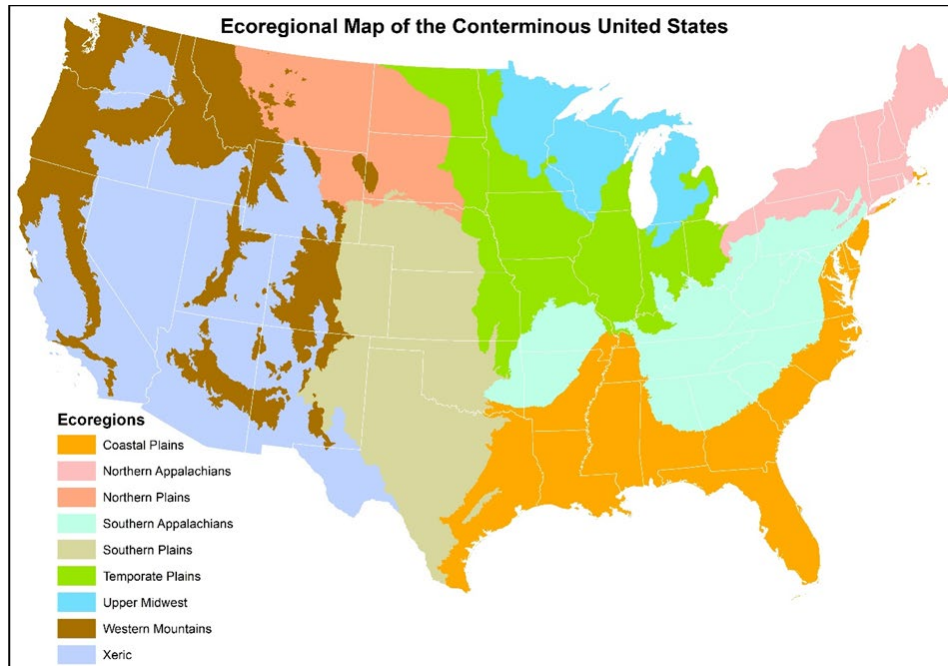 Ecoregional Map of the Conterminous United States
Ecoregions
Coastal Plains
Northern Appalachians
Northern Plains
Southern Appalachians
Southern Plains
Temporate Plains
Upper Midwest
Western Mountains
Xeric